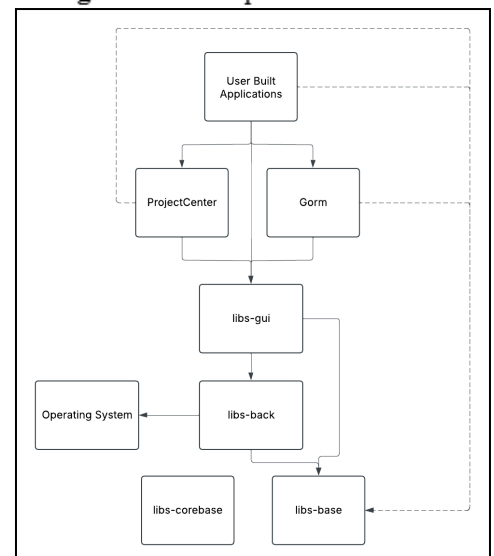 User Built
Applications
ProjectCenter
Gorm
libs-gui
Operating System
libs-back
libs-corebase
libs-base